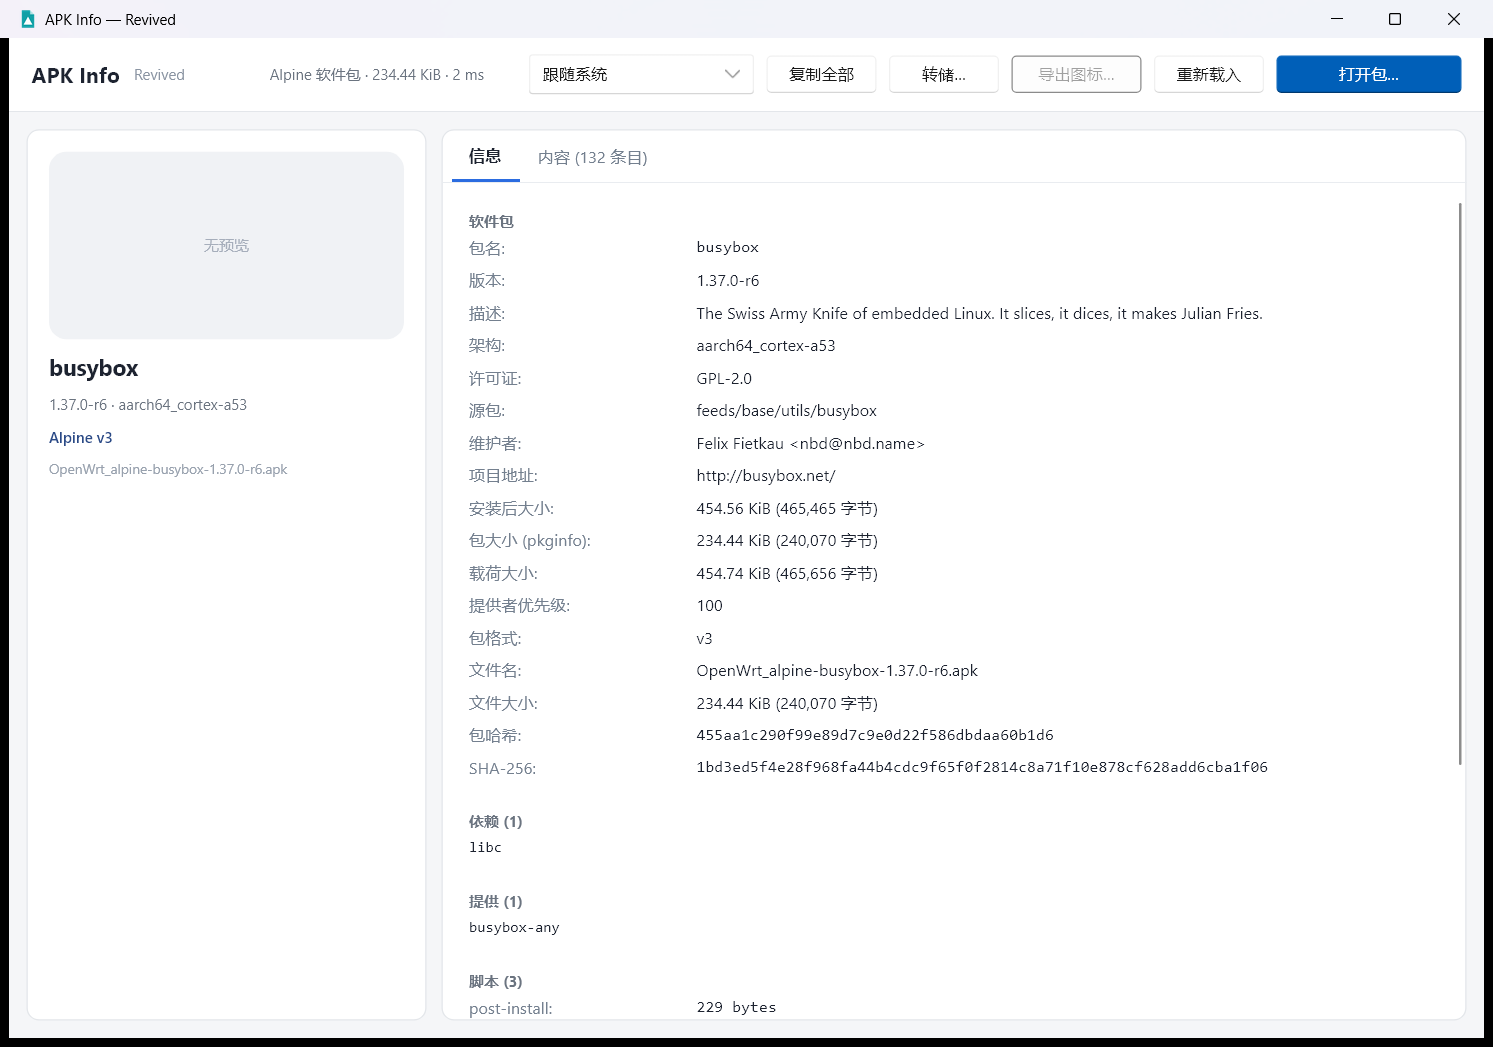 APK Info — Revived
APK Info Revived Alpine 软件包 · 234.44 KiB · 2 ms 跟随系统 复制全部 转储... 导出图标... 重新载入 打开包...
无预览
busybox
1.37.0-r6 · aarch64_cortex-a53
Alpine v3
OpenWrt_alpine-busybox-1.37.0-r6.apk
信息 内容 (132 条目)
软件包
包名: busybox
版本: 1.37.0-r6
描述: The Swiss Army Knife of embedded Linux. It slices, it dices, it makes Julian Fries.
架构: aarch64_cortex-a53
许可证: GPL-2.0
源包: feeds/base/utils/busybox
维护者: Felix Fietkau <nbd@nbd.name>
项目地址: http://busybox.net/
安装后大小: 454.56 KiB (465,465 字节)
包大小 (pkginfo): 234.44 KiB (240,070 字节)
载荷大小: 454.74 KiB (465,656 字节)
提供者优先级: 100
包格式: v3
文件名: OpenWrt_alpine-busybox-1.37.0-r6.apk
文件大小: 234.44 KiB (240,070 字节)
包哈希: 455aa1c290f99e89d7c9e0d22f586dbdaa60b1d6
SHA-256: 1bd3ed5f4e28f968fa44b4cdc9f65f0f2814c8a71f10e878cf628add6cba1f06
依赖 (1)
libc
提供 (1)
busybox-any
脚本 (3)
post-install: 229 bytes